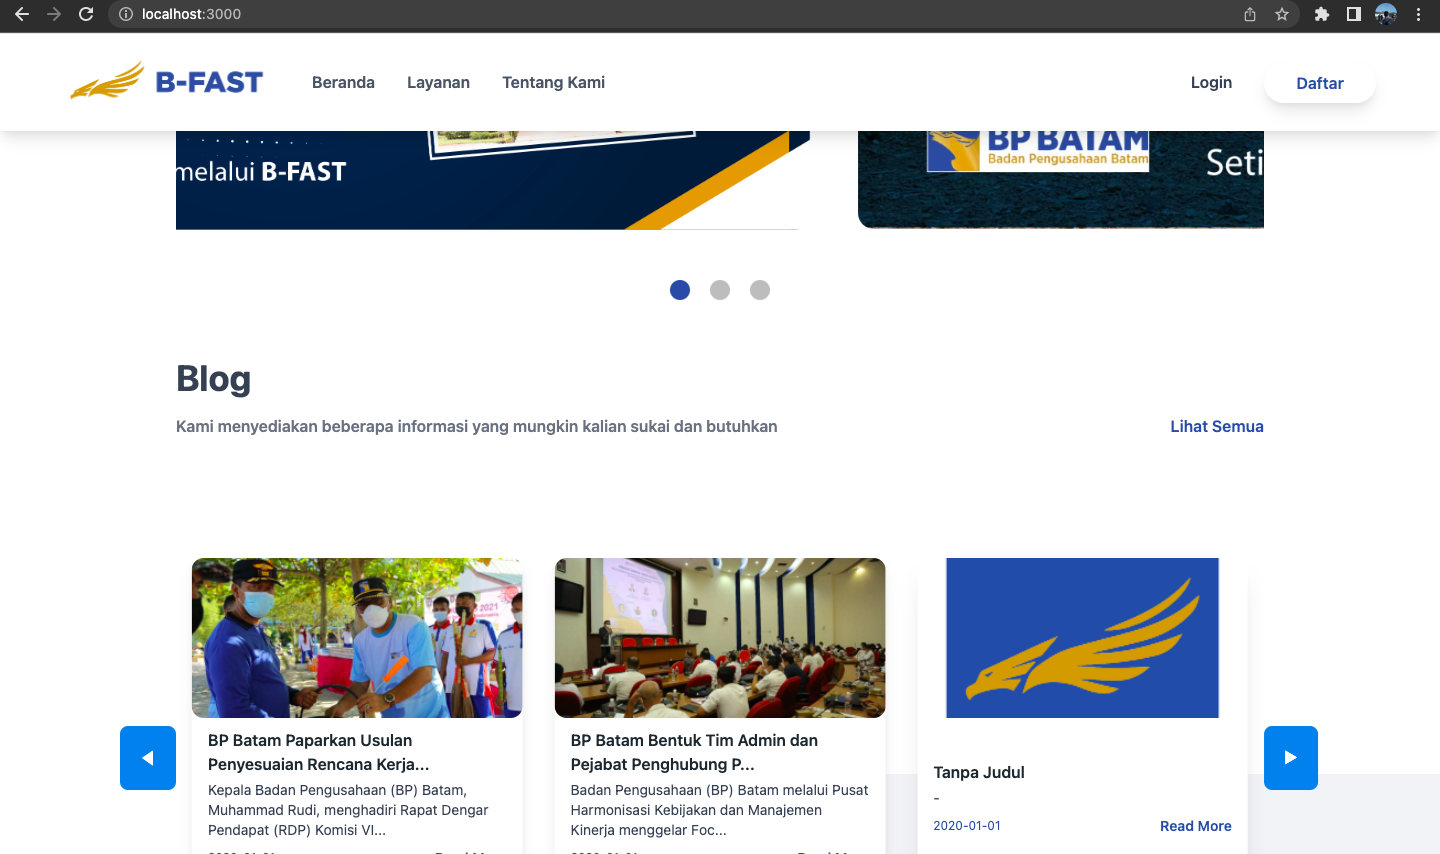 localhost:3000
B-FAST
Beranda
Layanan
Tentang Kami
Login
Daftar
melalui B-FAST
BP BATAM
Badan Pengusahaan Batam
Seti
Blog
Kami menyediakan beberapa informasi yang mungkin kalian sukai dan butuhkan
Lihat Semua
2021
BP Batam Paparkan Usulan
Penyesuaian Rencana Kerja...
Kepala Badan Pengusahaan (BP) Batam,
Muhammad Rudi, menghadiri Rapat Dengar
Pendapat (RDP) Komisi VI...
BP Batam Bentuk Tim Admin dan
Pejabat Penghubung P...
Badan Pengusahaan (BP) Batam melalui Pusat
Harmonisasi Kebijakan dan Manajemen
Kinerja menggelar Foc...
Tanpa Judul
-
2020-01-01
Read More